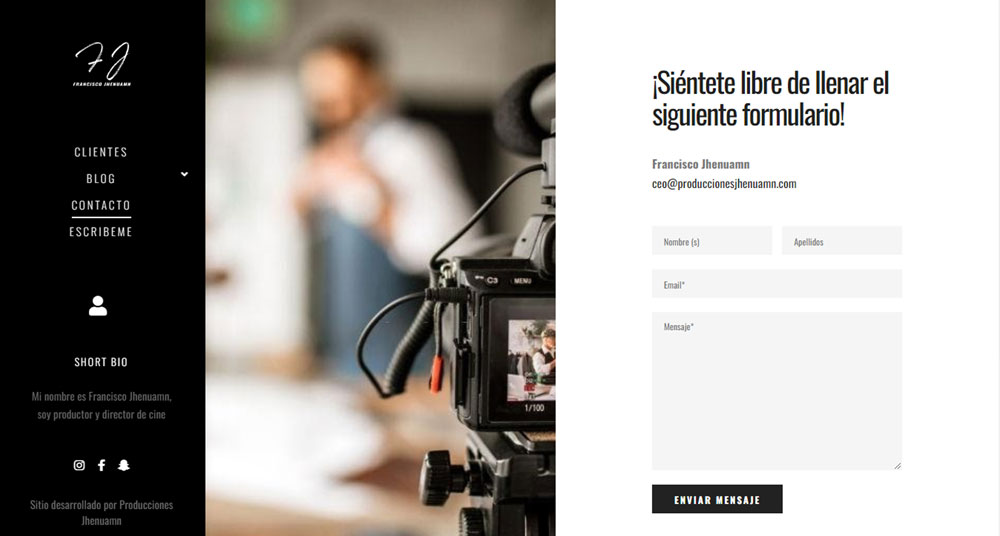 FJ
FRANCISCO JHENUAMN
CLIENTES
BLOG
CONTACTO
ESCRIBEME
SHORT BIO
Mi nombre es Francisco Jhenuamn,
soy productor y director de cine
Sitio desarrollado por Producciones
Jhenuamn
C3 MENU
1/100
¡Siéntete libre de llenar el
siguiente formulario!
Francisco Jhenuamn
ceo@produccionesjhenuamn.com
Nombre (s) Apellidos
Email*
Mensaje*
ENVIAR MENSAJE